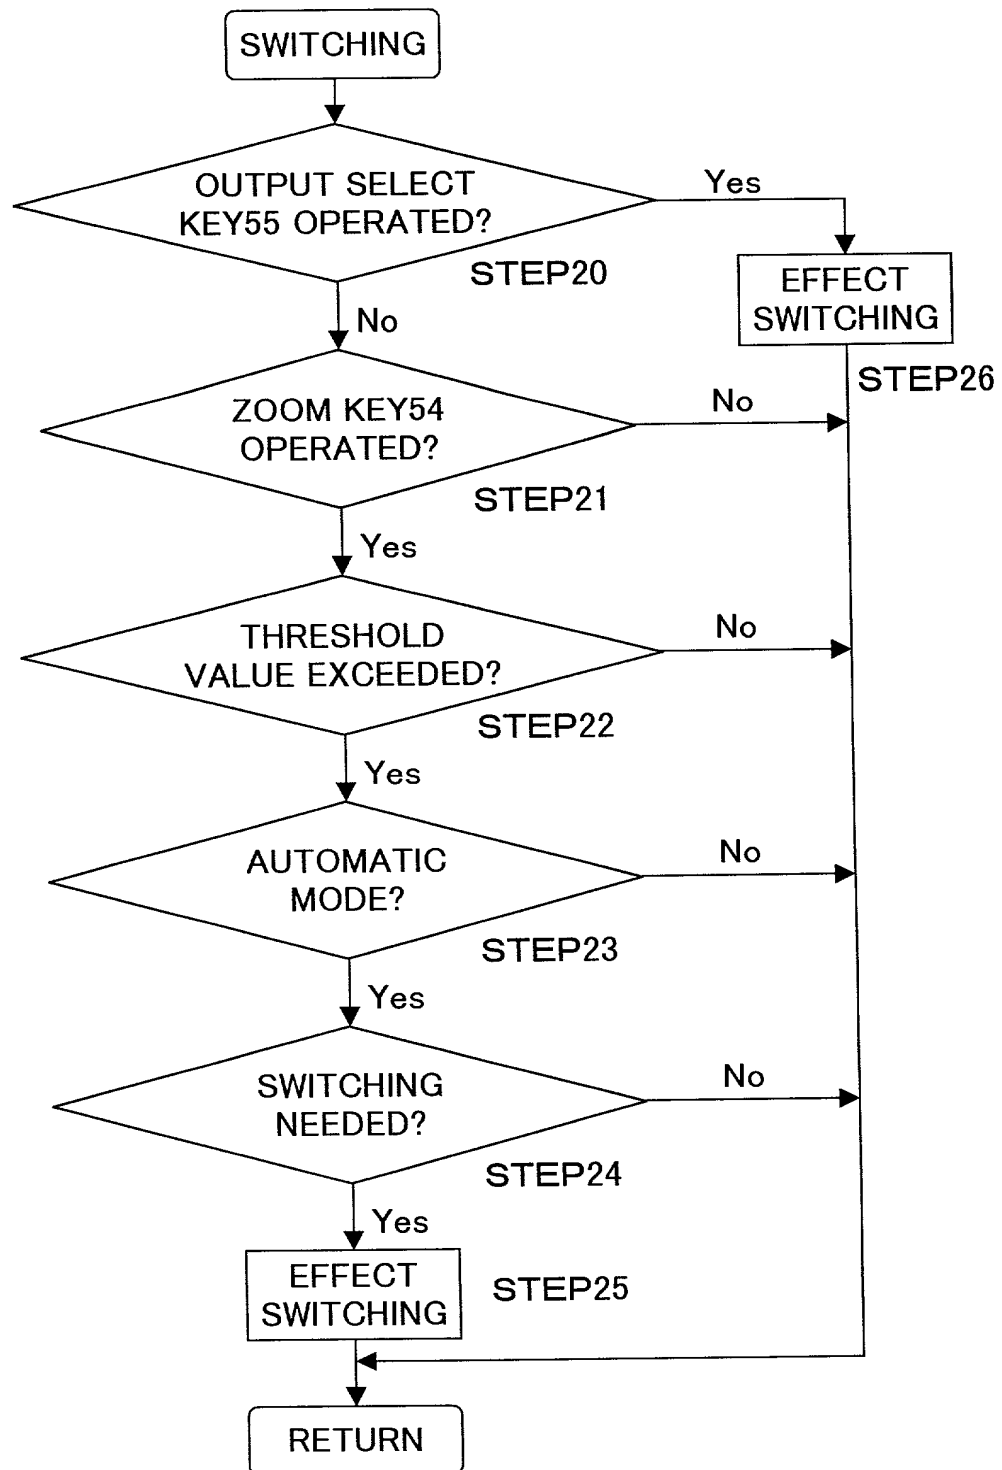 SWITCHING
OUTPUT SELECT
KEY55 OPERATED?
Yes
STEP20
EFFECT
SWITCHING
STEP26
No
ZOOM KEY54
OPERATED?
No
STEP21
Yes
THRESHOLD
VALUE EXCEEDED?
No
STEP22
Yes
AUTOMATIC
MODE?
No
STEP23
Yes
SWITCHING
NEEDED?
No
STEP24
Yes
EFFECT
SWITCHING
STEP25
RETURN